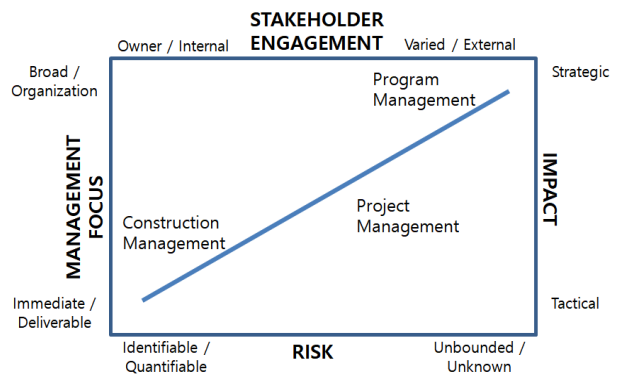 STAKEHOLDER
ENGAGEMENT
Owner / Internal
Varied / External
Broad /
Organization
Strategic
Program
Management
MANAGEMENT
FOCUS
IMPACT
Construction
Management
Project
Management
Immediate /
Deliverable
Tactical
Identifiable /
Quantifiable
RISK
Unbounded /
Unknown